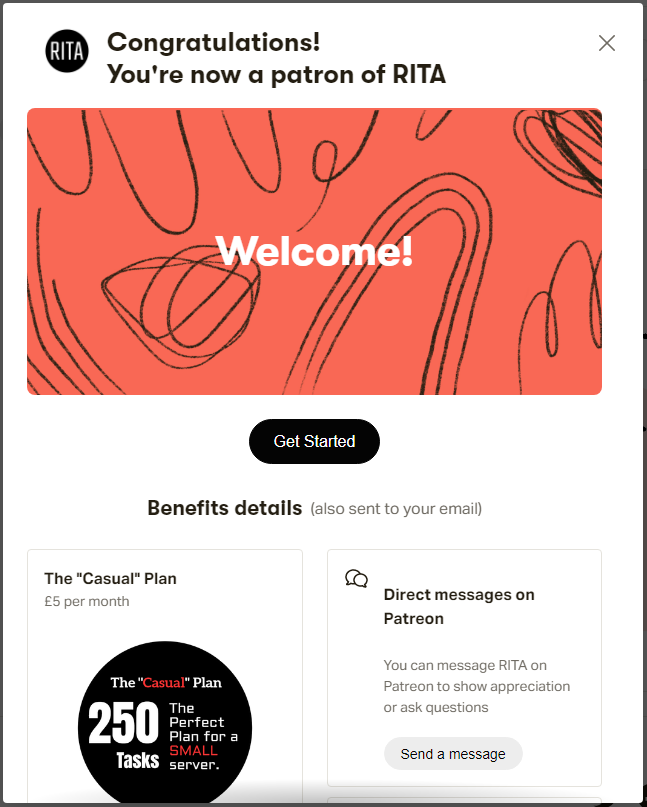 RITA
Congratulations!
You're now a patron of RITA
Welcome!
Get Started
Benefits details (also sent to your email)
The "Casual" Plan
£5 per month
The "Casual" Plan
250
Tasks
The
Perfect
Plan for a
SMALL
server.
Direct messages on
Patreon
You can message RITA on
Patreon to show appreciation
or ask questions
Send a message